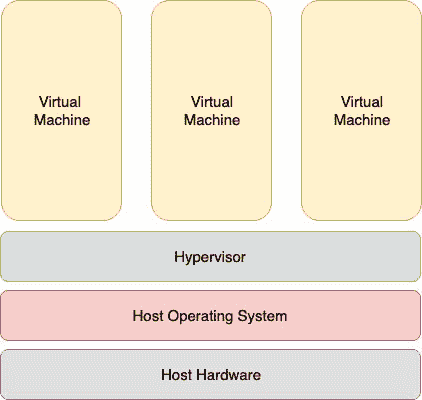 Virtual
Machine
Virtual
Machine
Virtual
Machine
Hypervisor
Host Operating System
Host Hardware